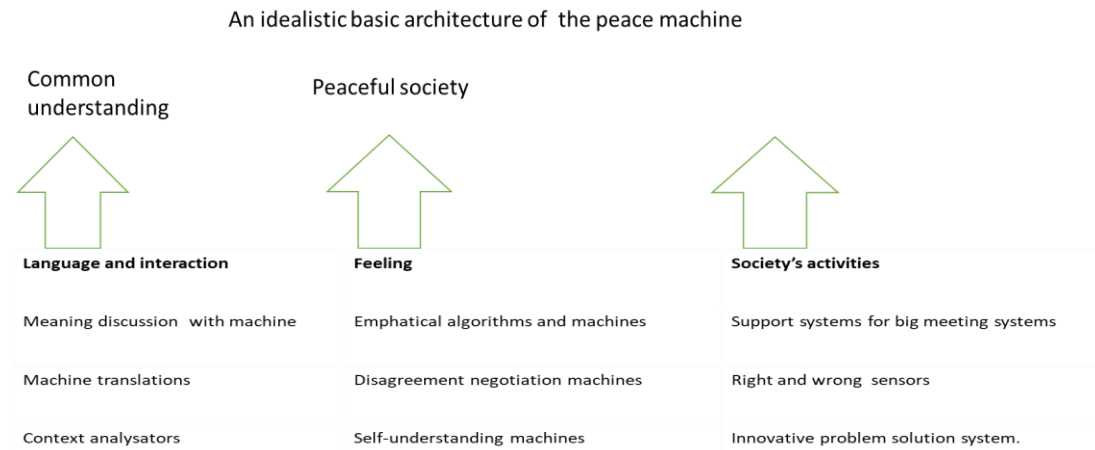 An idealistic basic architecture of the peace machine
Common
understanding
Peaceful society
Language and interaction
Feeling
Society's activities
Meaning discussion with machine
Emphatical algorithms and machines
Support systems for big meeting systems
Machine translations
Disagreement negotiation machines
Right and wrong sensors
Context analysators
Self-understanding machines
Innovative problem solution system.